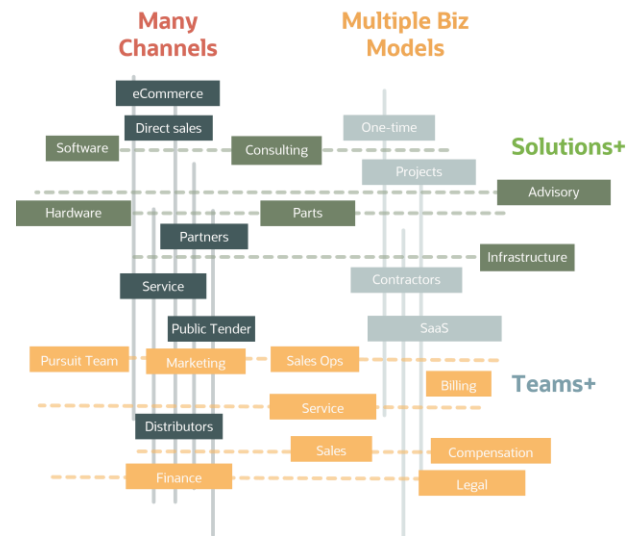 Many
Channels
Multiple Biz
Models
eCommerce
Direct sales
One-time
Software
Consulting
Solutions+
Projects
Advisory
Hardware
Parts
Partners
Infrastructure
Service
Contractors
Public Tender
SaaS
Pursuit Team
Marketing
Sales Ops
Billing
Teams+
Service
Distributors
Sales
Compensation
Finance
Legal